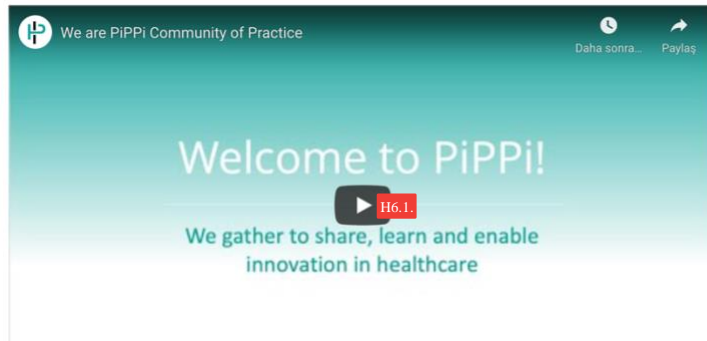 We are PiPPi Community of Practice
Daha sonra...
Paylaş
Welcome to PiPPi!
H6.1.
We gather to share, learn and enable
innovation in healthcare